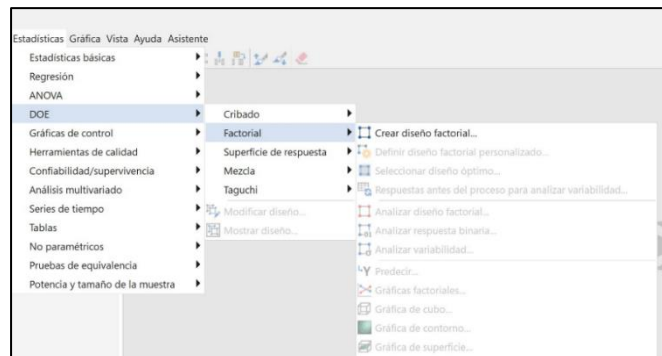 Estadísticas Gráfica Vista Ayuda Asistente
Estadísticas básicas
Regresión
ANOVA
DOE
Gráficas de control
Herramientas de calidad
Confiabilidad/supervivencia
Análisis multivariado
Series de tiempo
Tablas
No paramétricos
Pruebas de equivalencia
Potencia y tamaño de la muestra
Cribado
Factorial
Superficie de respuesta
Mezcla
Taguchi
Modificar diseño...
Mostrar diseño...
Crear diseño factorial...
Definir diseño factorial personalizado...
Seleccionar diseño óptimo...
Respuestas antes del proceso para analizar variabilidad...
Analizar diseño factorial...
Analizar respuesta binaria...
Analizar variabilidad...
Predecir...
Gráficas factoriales...
Gráfica de cubo...
Gráfica de contorno...
Gráfica de superficie...